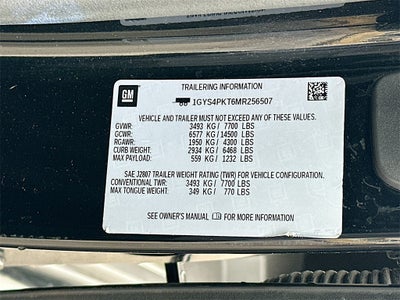 GM
TRAILERING INFORMATION
1GYS4PKT6MR256507
VEHICLE AND TRAILER MUST NOT EXCEED ANY OF THESE VALUES.
GVWR: 3493 KG / 7700 LBS
GCWR: 6577 KG / 14500 LBS
RGAWR: 1950 KG / 4300 LBS
CURB WEIGHT: 2934 KG / 6468 LBS
MAX PAYLOAD: 559 KG / 1232 LBS
SAE J2807 TRAILER WEIGHT RATING (TWR) FOR VEHICLE CONFIGURATION.
CONVENTIONAL TWR: 3493 KG / 7700 LBS
MAX TONGUE WEIGHT: 349 KG / 770 LBS
SEE OWNER'S MANUAL FOR MORE INFORMATION